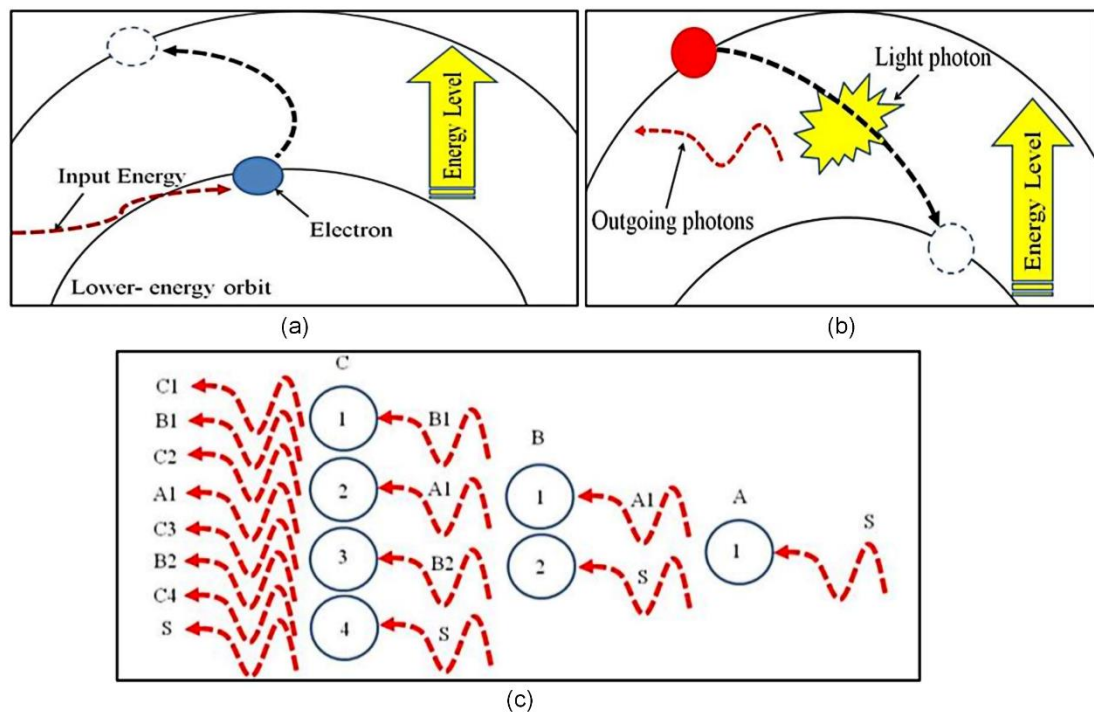 Input Energy
Electron
Lower- energy orbit
Energy Level
(a)
Light photon
Outgoing photons
Energy Level
(b)
C
C1
B1
C2
A1
C3
B2
C4
S
1
2
3
4
B1
A1
B2
S
B
1
2
A1
S
A
1
S
(c)